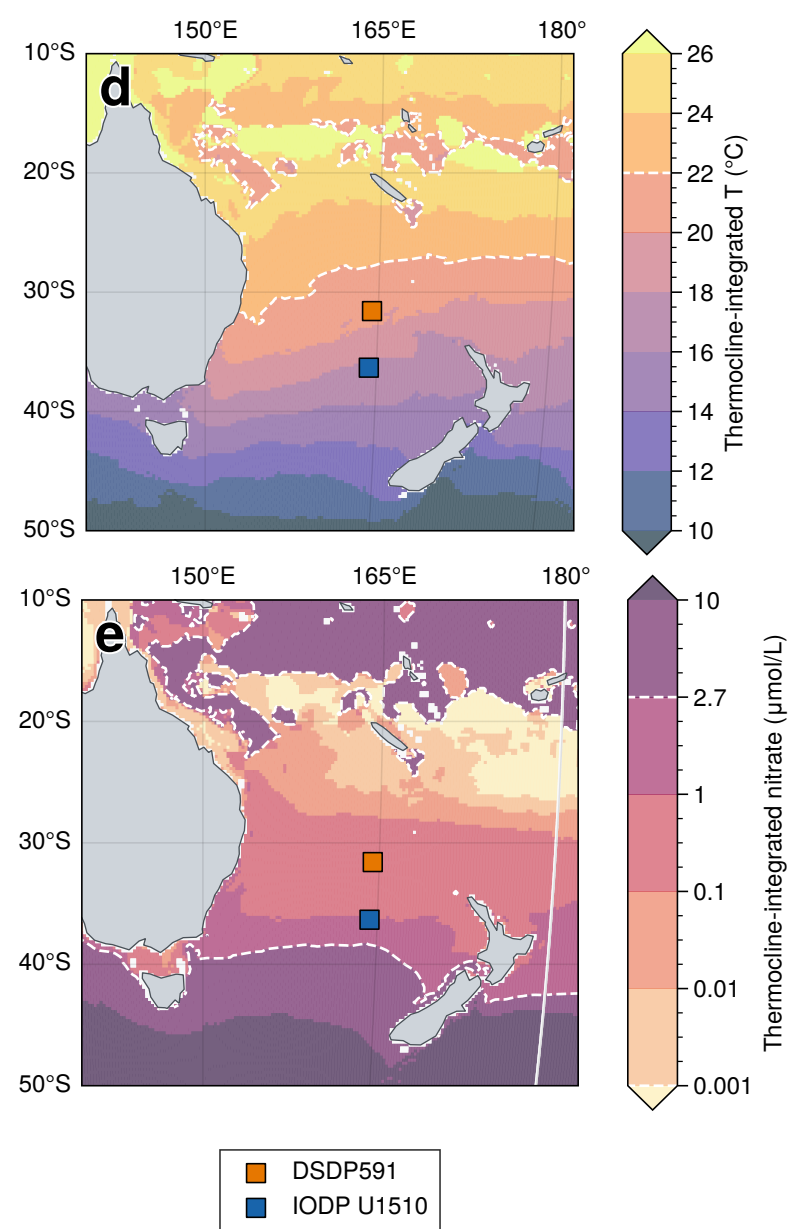 150°E 165°E 180°
10°S
d
20°S
30°S
40°S
50°S
26
24
22
20
18
16
14
12
10
Thermocline-integrated T (°C)
150°E 165°E 180°
10°S
e
20°S
30°S
40°S
50°S
10
2.7
1
0.1
0.01
0.001
Thermocline-integrated nitrate (µmol/L)
DSDP591
IODP U1510